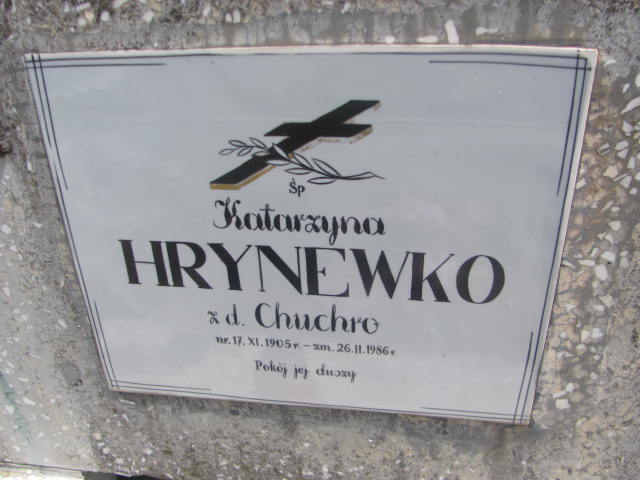 Śp
Katarzyna
HRYNEWKO
z d. Chuchro
ur. 17. XI. 1905 r. – zm. 26. II. 1986 r.
Pokój jej duszy